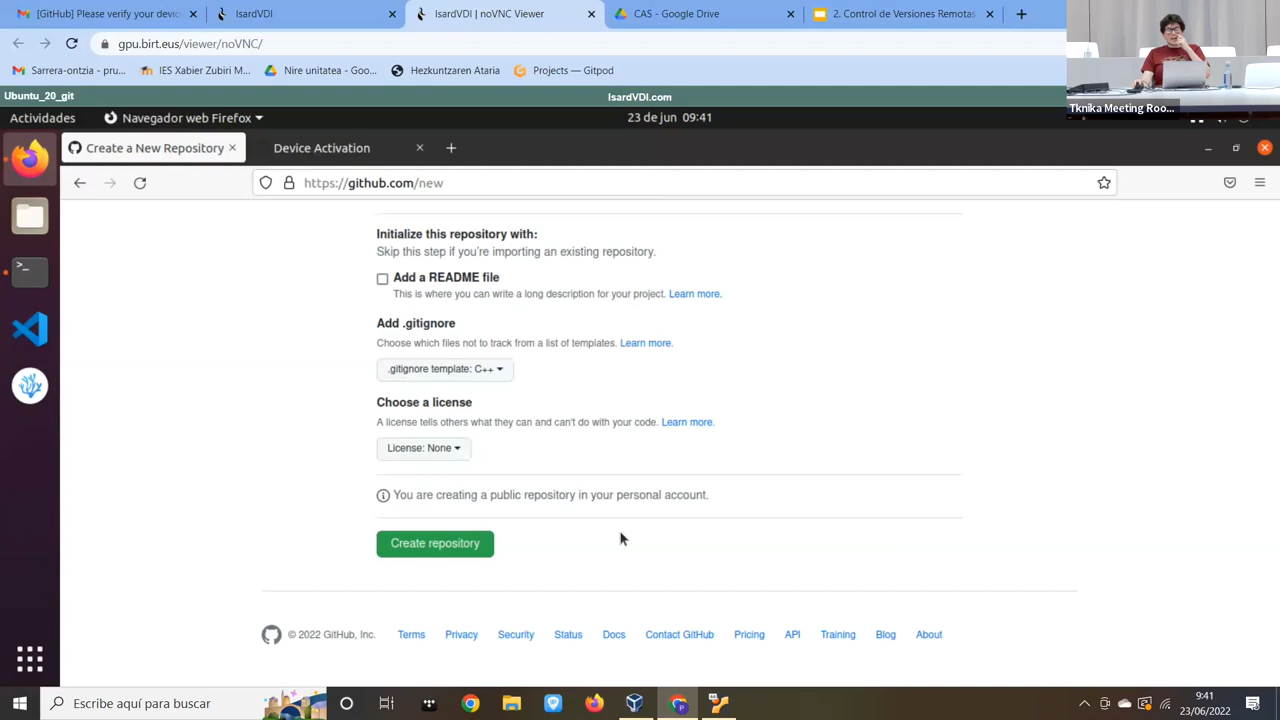 [GitHub] Please verify your device
IsardVDI
IsardVDI | noVNC Viewer
CAS - Google Drive
2. Control de Versiones Remotas
gpu.birt.eus/viewer/noVNC/
Sarrera-ontzia - pru...
IES Xabier Zubiri M...
Nire unitatea - Goo...
Hezkuntzaren Ataria
Projects — Gitpod
Tknika Meeting Roo...
Ubuntu_20_git
IsardVDI.com
Actividades
Navegador web Firefox
23 de jun 09:41
Create a New Repository
Device Activation
https://github.com/new
Initialize this repository with:
Skip this step if you're importing an existing repository.
Add a README file
This is where you can write a long description for your project. Learn more.
Add .gitignore
Choose which files not to track from a list of templates. Learn more.
.gitignore template: C++
Choose a license
A license tells others what they can and can't do with your code. Learn more.
License: None
You are creating a public repository in your personal account.
Create repository
© 2022 GitHub, Inc.
Terms
Privacy
Security
Status
Docs
Contact GitHub
Pricing
API
Training
Blog
About
Escribe aquí para buscar
9:41
23/06/2022